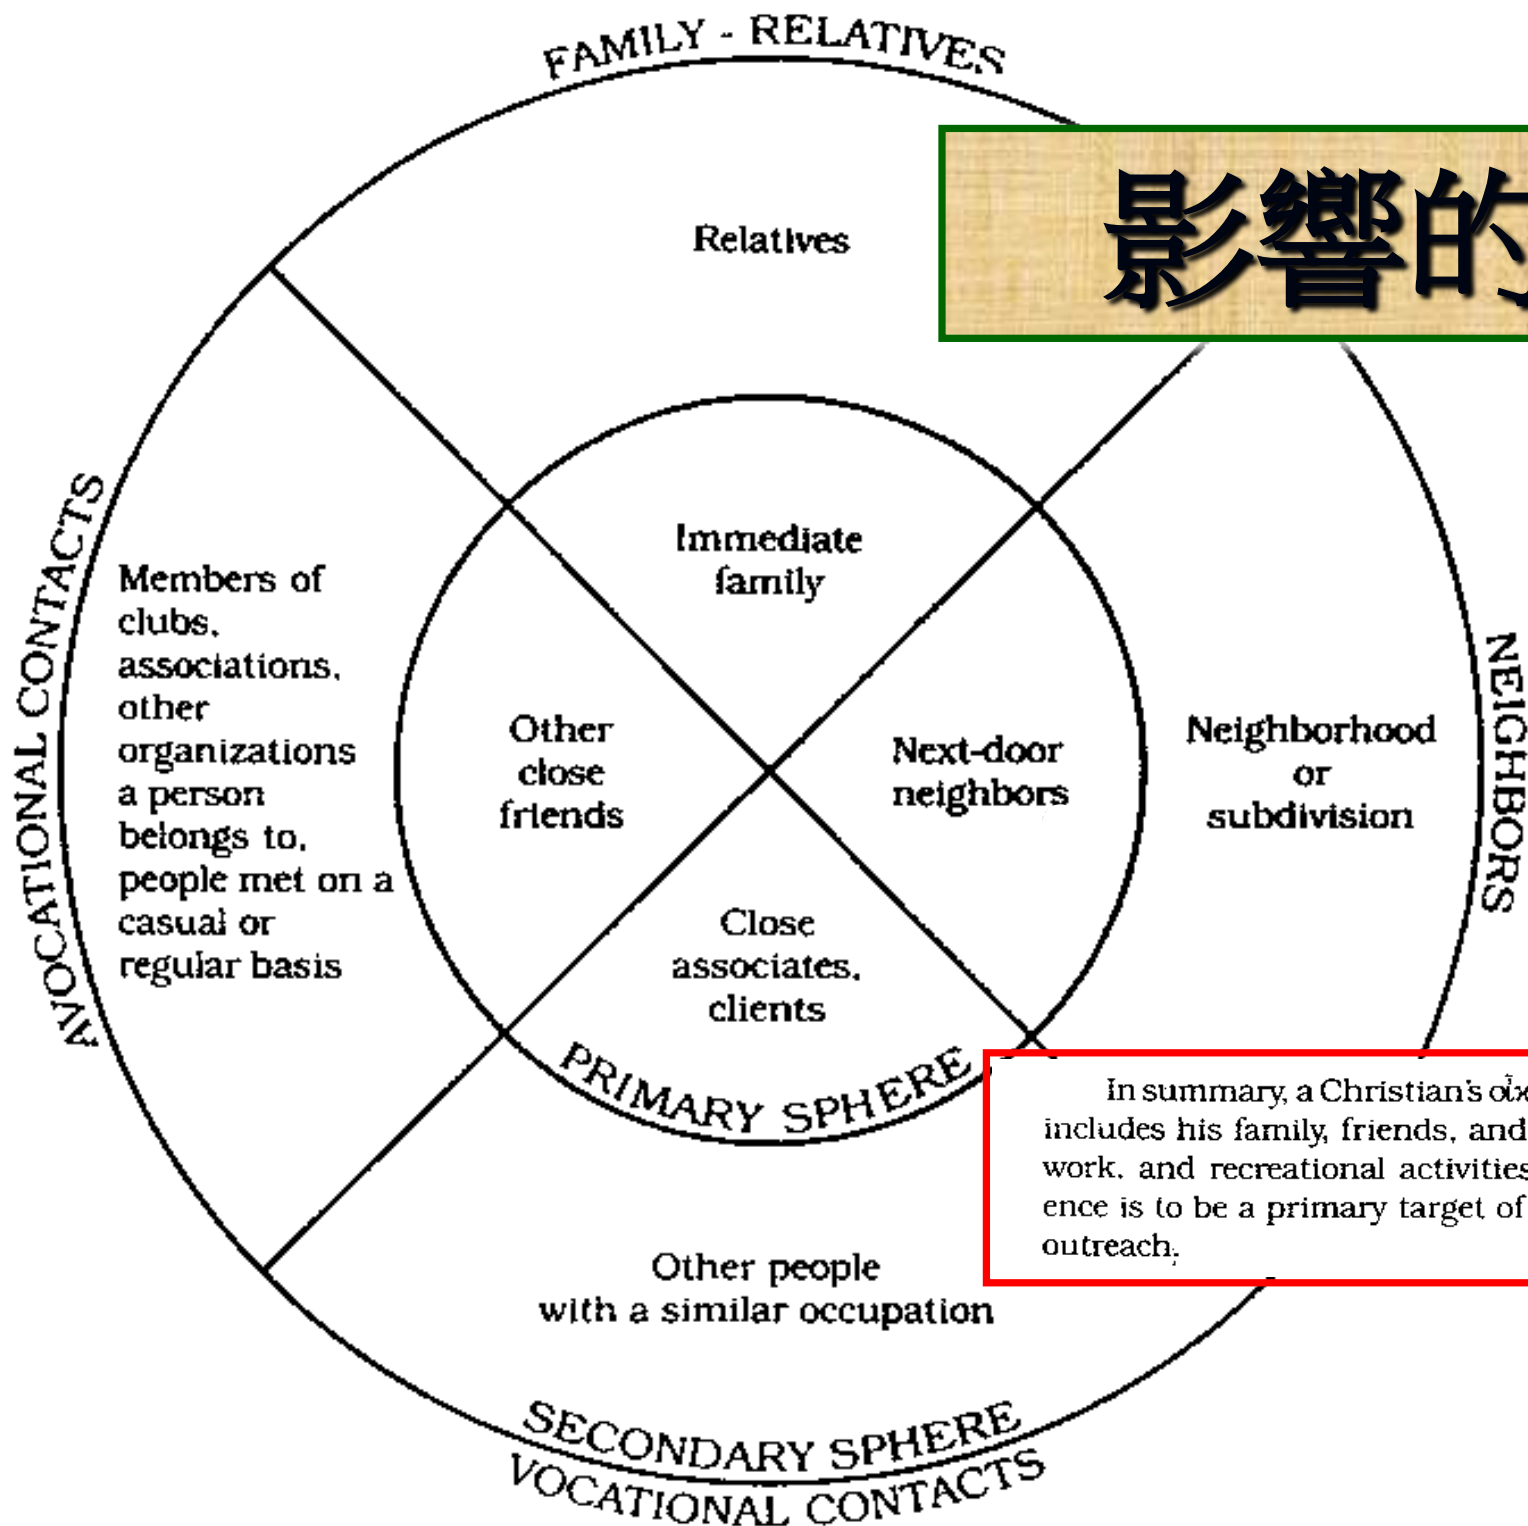 FAMILY - RELATIVES
影響的
Relatives
Immediate
family
AVOCATIONAL CONTACTS
Members of
clubs,
associations,
other
organizations
a person
belongs to,
people met on a
casual or
regular basis
Other
close
friends
Next-door
neighbors
Neighborhood
or
subdivision
NEIGHBORS
Close
associates,
clients
PRIMARY SPHERE
In summary, a Christian's
includes his family, friends, and
work, and recreational activities
ence is to be a primary target of
outreach.
Other people
with a similar occupation
SECONDARY SPHERE
VOCATIONAL CONTACTS